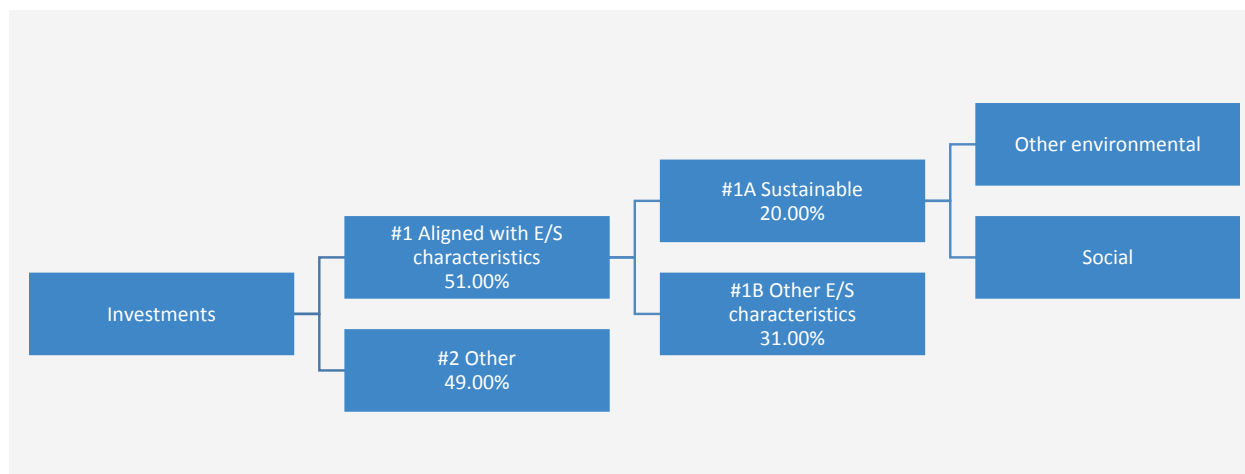 Investments
#1 Aligned with E/S
characteristics
51.00%
#2 Other
49.00%
#1A Sustainable
20.00%
#1B Other E/S
characteristics
31.00%
Other environmental
Social